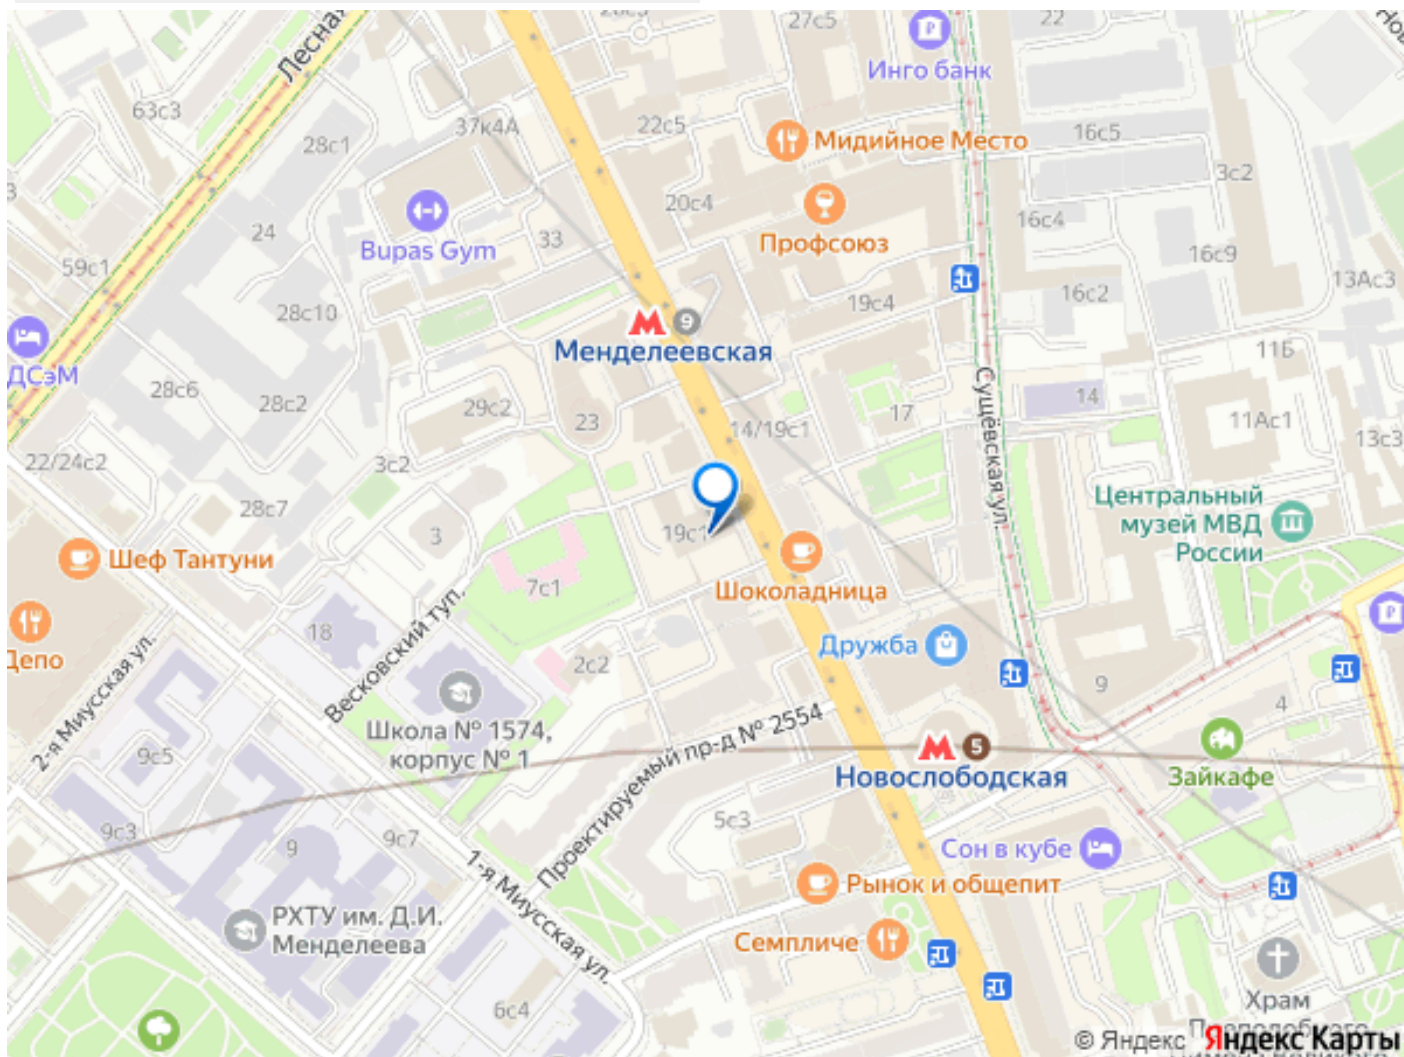 28с3
27с5
22
Лесная
Инго банк
63с3
37к4А
22с5
16с5
28с1
Мидийное Место
3с2
20с4
16с4
24
33
Bupas Gym
Профсоюз
16с9
59с1
13Ас3
28с10
19с4
16с2
9
Менделеевская
11Б
ДСэМ
28с6
28с2
29с2
23
17
14
14/19с1
11Ас1
13с3
Сущёвская ул.
22/24с2
3с2
28с7
3
19с1
Центральный
музей МВД
России
Шеф Тантуни
7с1
Шоколадница
18
Депо
Весковский туп.
2с2
Дружба
9
4
2-я Миусская ул.
9с5
Школа № 1574,
корпус № 1
Проектируемый пр-д № 2554
5
Новослободская
Зайкафе
9с3
9
9с7
5с3
1-я Миусская ул.
Сон в кубе
Рынок и общепит
РХТУ им. Д.И.
Менделеева
Семпличе
6с4
Храм
© Яндекс Яндекс Карты